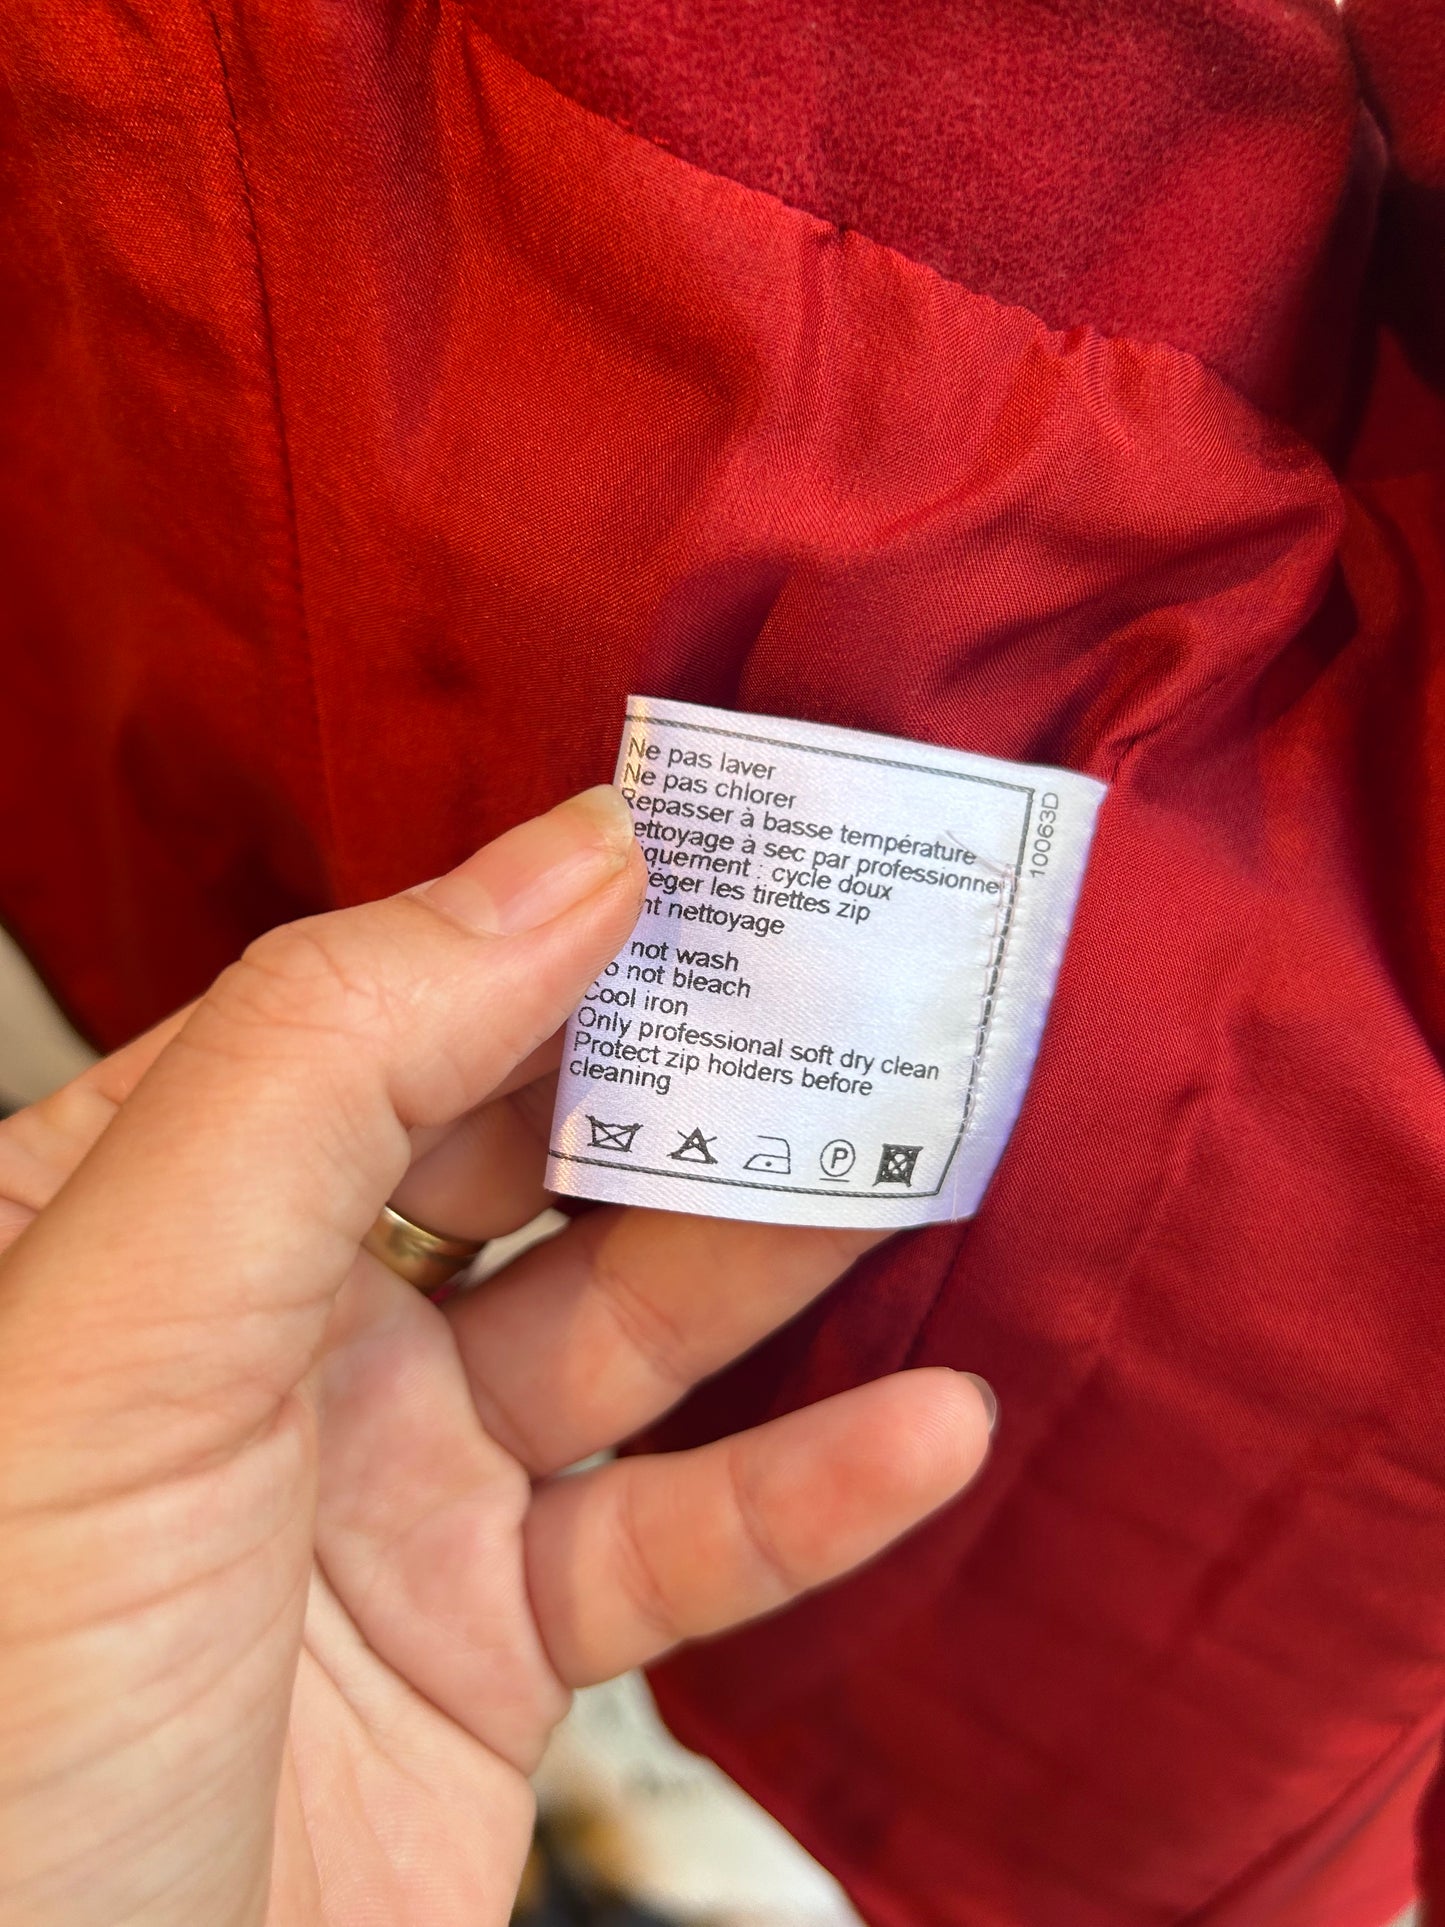 Ne pas laver
Ne pas chlorer
Repasser à basse température
ettoyage à sec par professionnel
iquement : cycle doux
éger les tirettes zip
nt nettoyage
not wash
o not bleach
Cool iron
Only professional soft dry clean
Protect zip holders before
cleaning
P
10063D